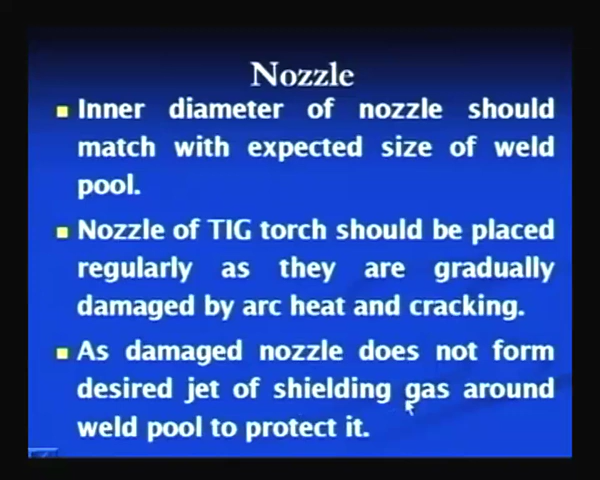 Nozzle
Inner diameter of nozzle should
match with expected size of weld
pool.
Nozzle of TIG torch should be placed
regularly as they are gradually
damaged by arc heat and cracking.
As damaged nozzle does not form
desired jet of shielding gas around
weld pool to protect it.